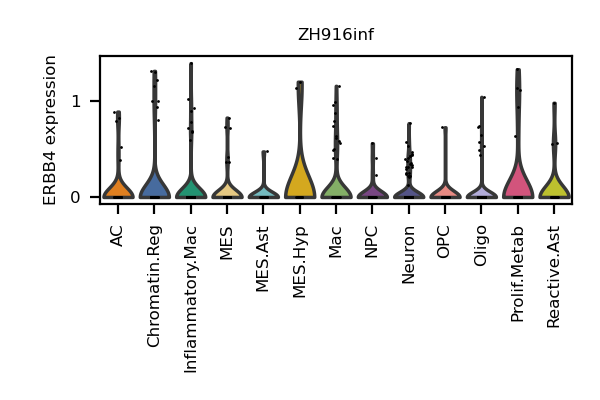 ZH916inf
ERBB4 expression
1
0
AC
Chromatin.Reg
Inflammatory.Mac
MES
MES.Ast
MES.Hyp
Mac
NPC
Neuron
OPC
Oligo
Prolif.Metab
Reactive.Ast